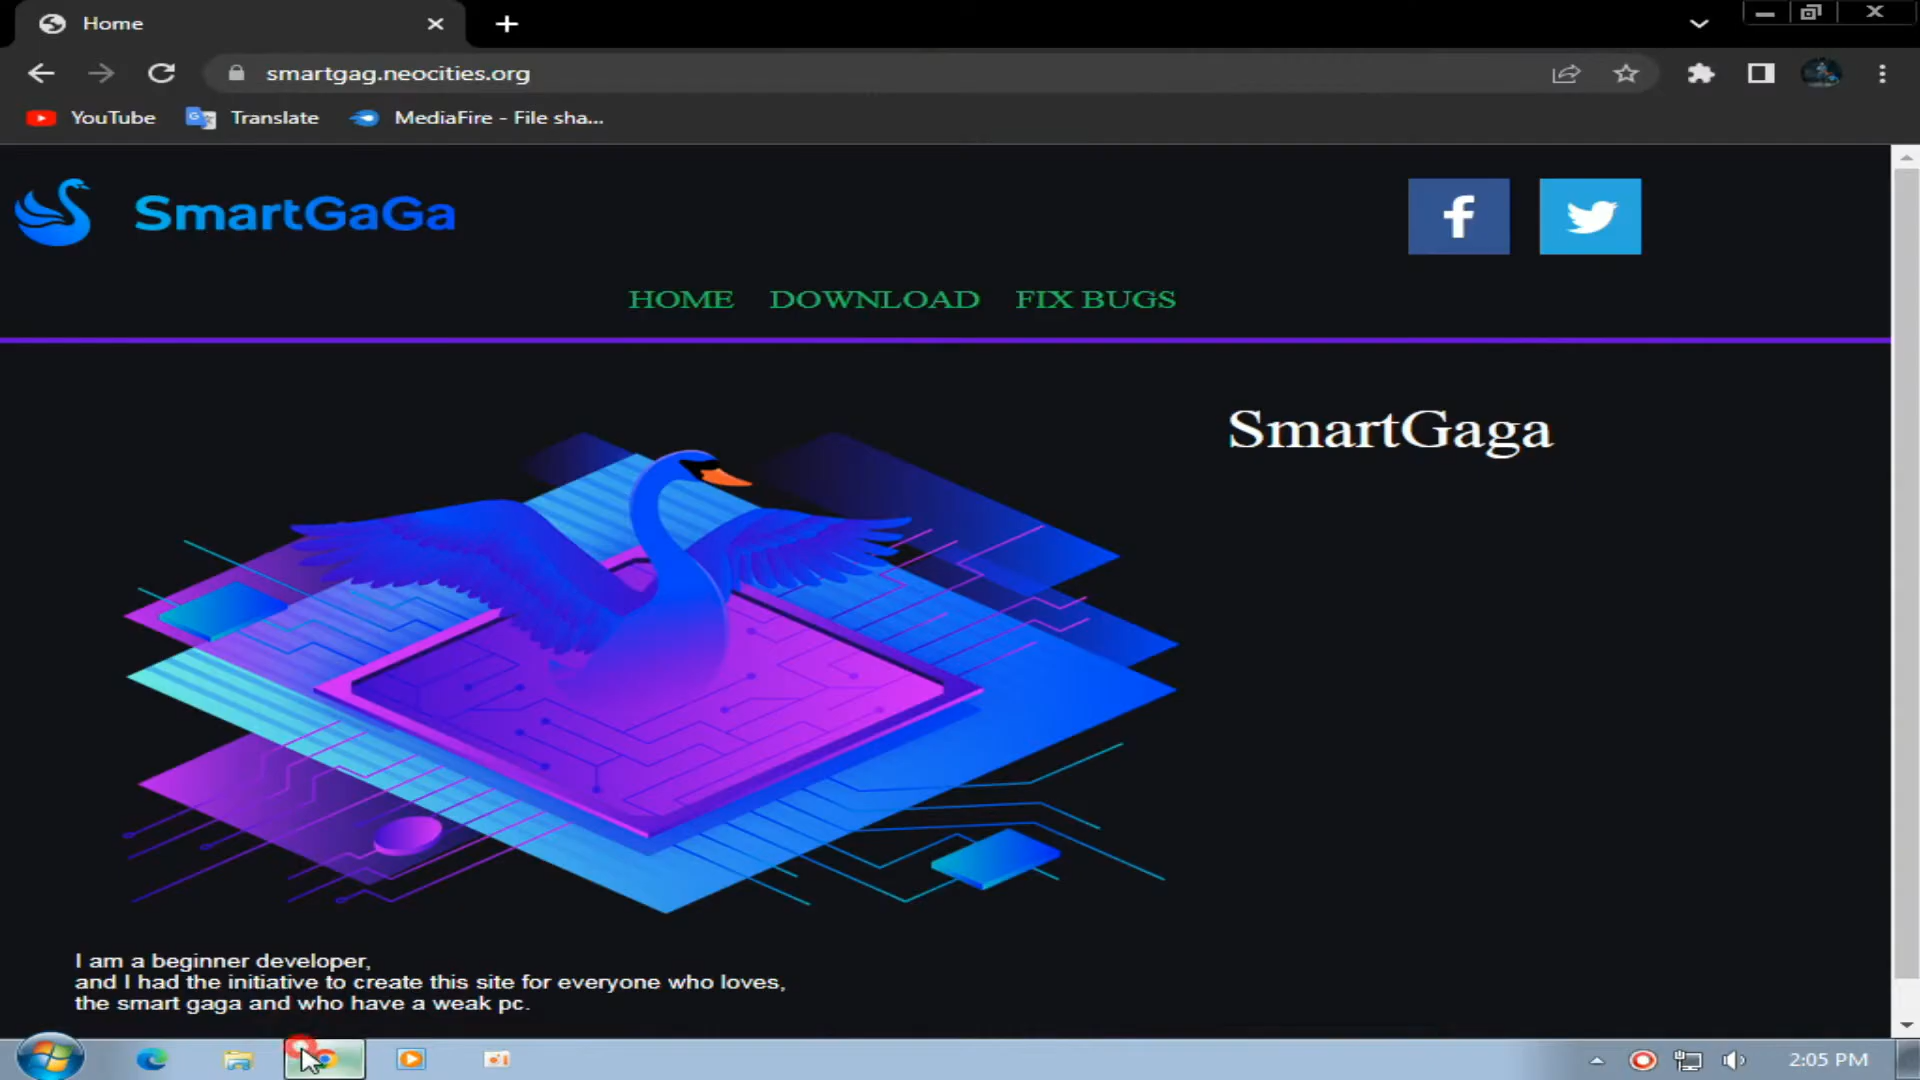 Home
smartgag.neocities.org
YouTube
Translate
MediaFire - File sha...
SmartGaGa
HOME
DOWNLOAD
FIX BUGS
SmartGaga
I am a beginner developer,
and I had the initiative to create this site for everyone who loves,
the smart gaga and who have a weak pc.
2:05 PM